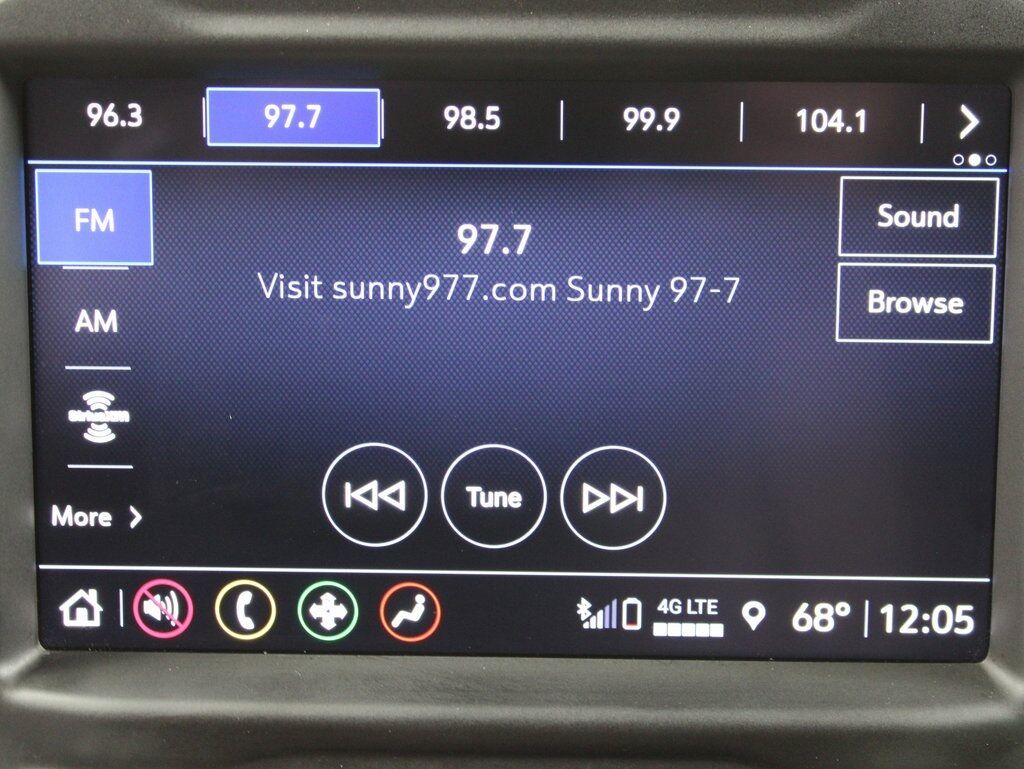 96.3 97.7 98.5 99.9 104.1
FM
97.7
Sound
Visit sunny977.com Sunny 97-7
Browse
AM
SiriusXM
More
Tune
4G LTE
68° 12:05